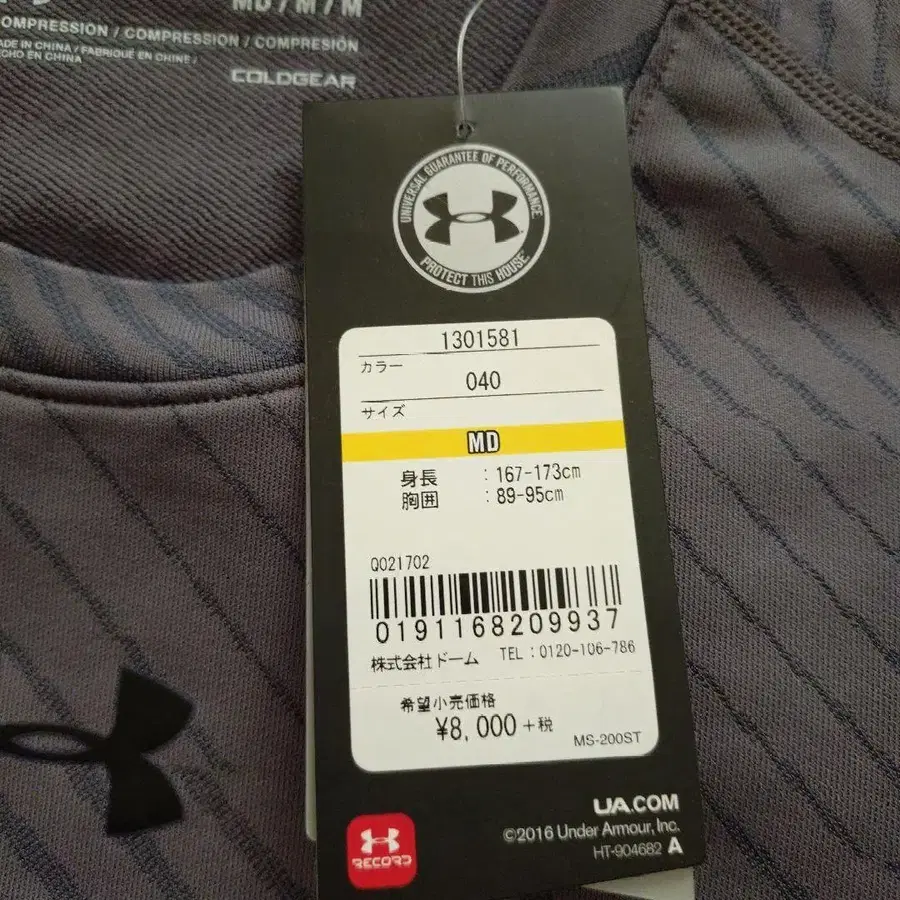 MD / M / M
COMPRESSION / COMPRESSION / COMPRESIÓN
MADE IN CHINA / FABRIQUÉ EN CHINE /
HECHO EN CHINA
COLDGEAR
UNIVERSAL GUARANTEE OF PERFORMANCE
PROTECT THIS HOUSE
1301581
カラー
040
サイズ
MD
身長 : 167-173cm
胸囲 : 89-95cm
Q021702
0191168209937
株式会社ドーム TEL : 0120-106-786
希望小売価格
¥8,000 +税
MS-200ST
UA.COM
©2016 Under Armour, Inc.
HT-904682 A
RECORD